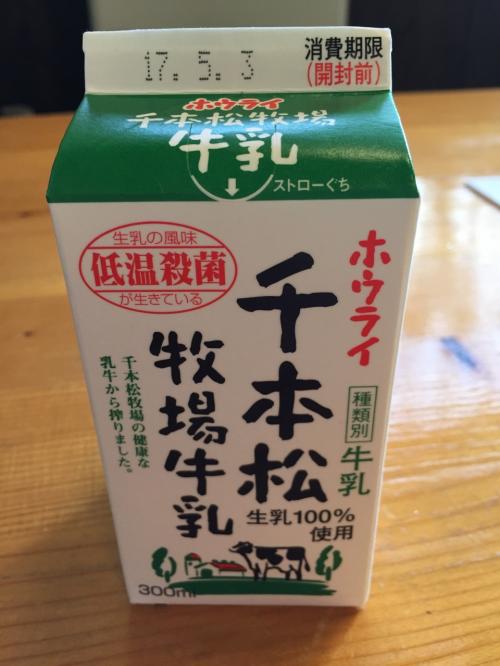 17. 5. 3
消費期限
(開封前)
ホウライ
千本松牧場
牛乳
ストローぐち
生乳の風味
低温殺菌
が生きている
ホウライ
千本松
牧場牛乳
千本松牧場の健康な
乳牛から搾りました。
種類別
牛乳
生乳100%
使用
300ml